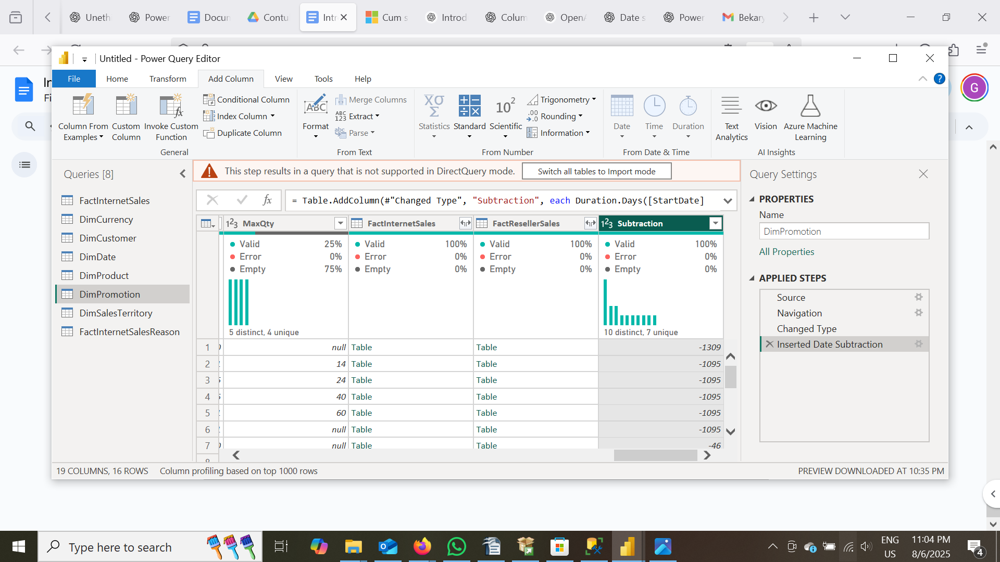 Uneth
Power
Docun
Contu
Intr
Cum s
Introd
Colum
OpenA
Date s
Power
Bekary
Untitled - Power Query Editor
File
Home
Transform
Add Column
View
Tools
Help
In
Fi
G
Column From Examples
Custom Column
Invoke Custom Function
Conditional Column
Index Column
Duplicate Column
General
Format
Merge Columns
Extract
Parse
From Text
Statistics
Standard
Scientific
Trigonometry
Rounding
Information
From Number
Date
Time
Duration
From Date & Time
Text Analytics
Vision
Azure Machine Learning
AI Insights
Queries [8]
FactInternetSales
DimCurrency
DimCustomer
DimDate
DimProduct
DimPromotion
DimSalesTerritory
FactInternetSalesReason
This step results in a query that is not supported in DirectQuery mode.
Switch all tables to Import mode
fx
= Table.AddColumn(#"Changed Type", "Subtraction", each Duration.Days([StartDate]
MaxQty FactInternetSales FactResellerSales Subtraction
Valid 25% Valid 100% Valid 100% Valid 100%
Error 0% Error 0% Error 0% Error 0%
Empty 75% Empty 0% Empty 0% Empty 0%
5 distinct, 4 unique 10 distinct, 7 unique
1 null Table Table -1309
2 14 Table Table -1095
3 24 Table Table -1095
4 40 Table Table -1095
5 60 Table Table -1095
6 null Table Table -1095
7 null Table Table -46
19 COLUMNS, 16 ROWS
Column profiling based on top 1000 rows
PREVIEW DOWNLOADED AT 10:35 PM
Query Settings
PROPERTIES
Name
DimPromotion
All Properties
APPLIED STEPS
Source
Navigation
Changed Type
Inserted Date Subtraction
Type here to search
ENG
US
11:04 PM
8/6/2025
4